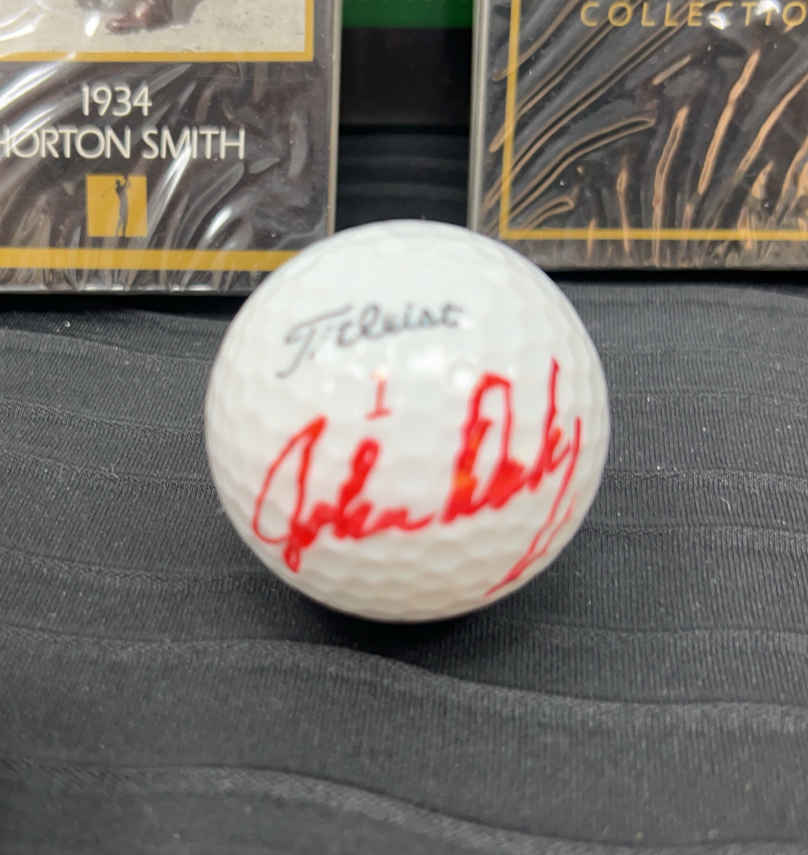 COLLECTIO
1934
HORTON SMITH
Titleist
1
John Daly